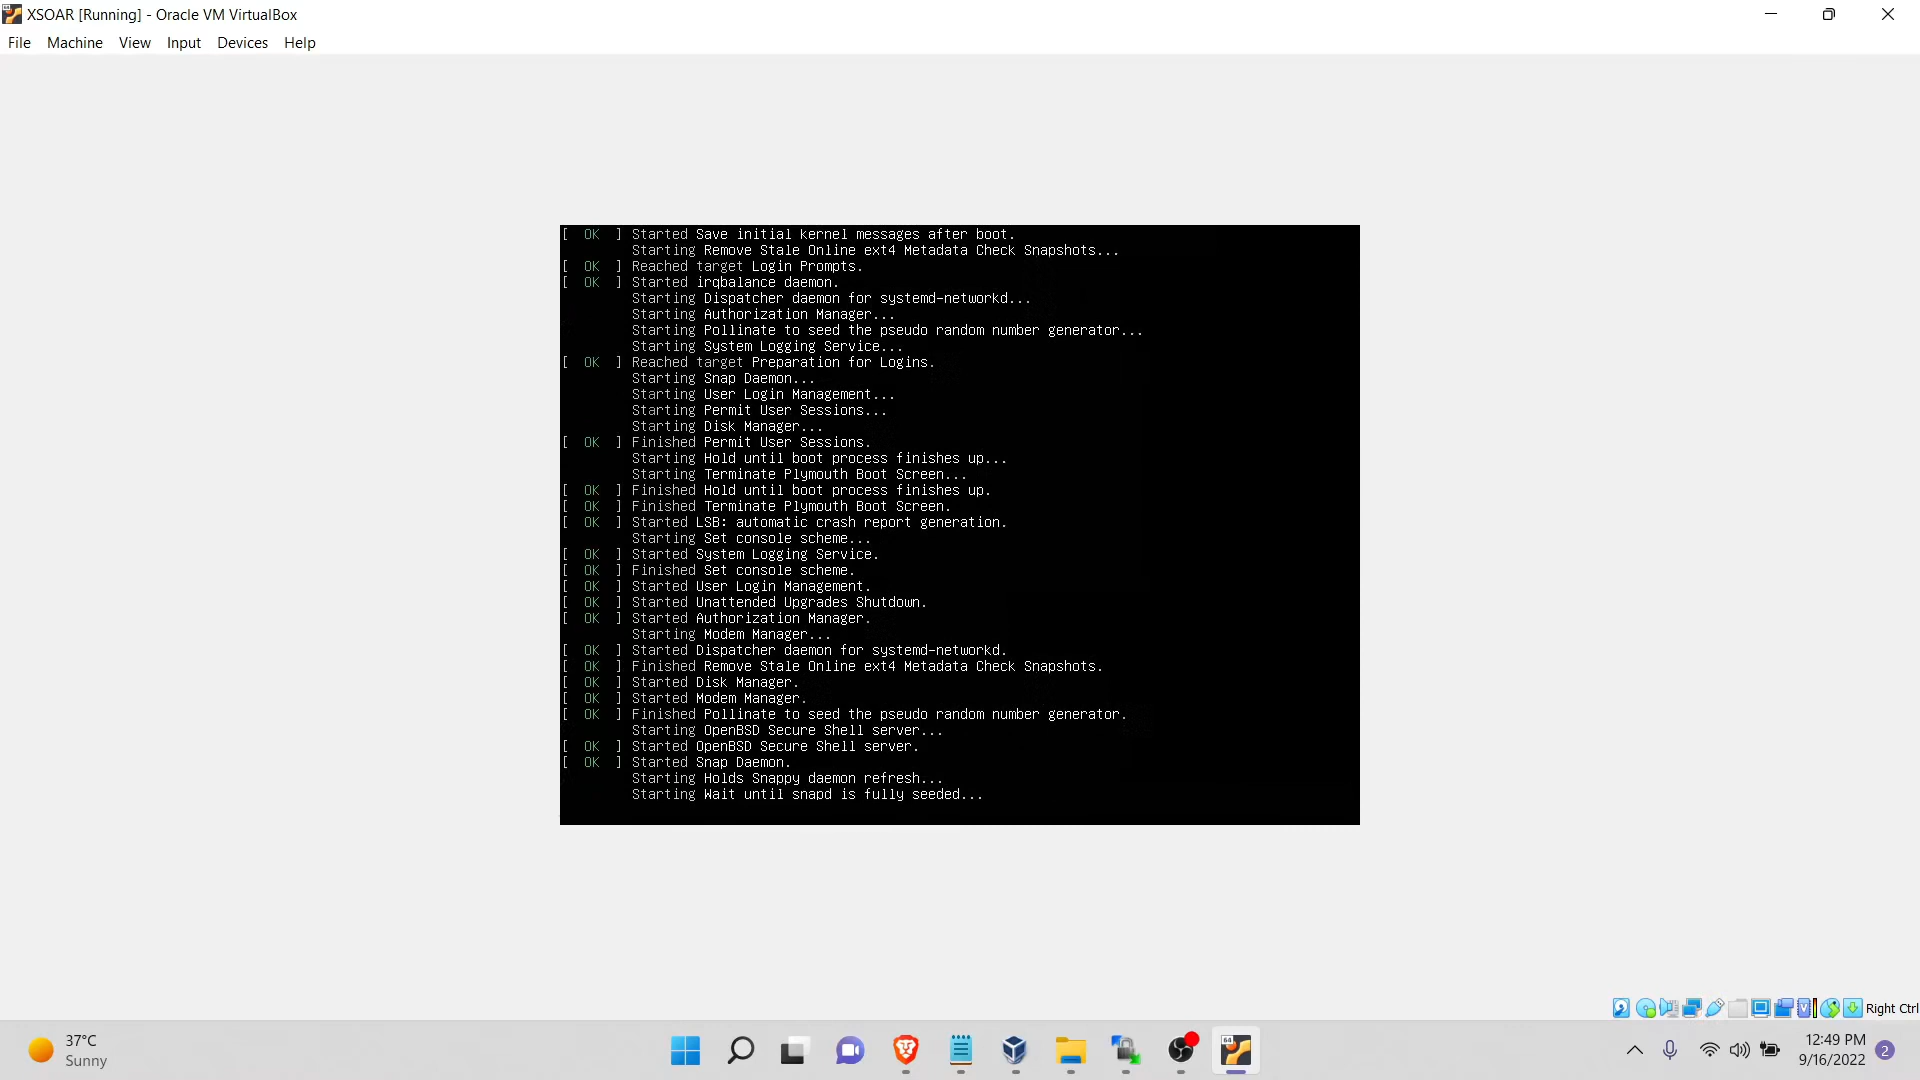 XSOAR [Running] - Oracle VM VirtualBox
File Machine View Input Devices Help
[ OK ] Started Save initial kernel messages after boot.
Starting Remove Stale Online ext4 Metadata Check Snapshots...
[ OK ] Reached target Login Prompts.
[ OK ] Started irqbalance daemon.
Starting Dispatcher daemon for systemd-networkd...
Starting Authorization Manager...
Starting Pollinate to seed the pseudo random number generator...
Starting System Logging Service...
[ OK ] Reached target Preparation for Logins.
Starting Snap Daemon...
Starting User Login Management...
Starting Permit User Sessions...
Starting Disk Manager...
[ OK ] Finished Permit User Sessions.
Starting Hold until boot process finishes up...
Starting Terminate Plymouth Boot Screen...
[ OK ] Finished Hold until boot process finishes up.
[ OK ] Finished Terminate Plymouth Boot Screen.
[ OK ] Started LSB: automatic crash report generation.
Starting Set console scheme...
[ OK ] Started System Logging Service.
[ OK ] Finished Set console scheme.
[ OK ] Started User Login Management.
[ OK ] Started Unattended Upgrades Shutdown.
[ OK ] Started Authorization Manager.
Starting Modem Manager...
[ OK ] Started Dispatcher daemon for systemd-networkd.
[ OK ] Finished Remove Stale Online ext4 Metadata Check Snapshots.
[ OK ] Started Disk Manager.
[ OK ] Started Modem Manager.
[ OK ] Finished Pollinate to seed the pseudo random number generator.
Starting OpenBSD Secure Shell server...
[ OK ] Started OpenBSD Secure Shell server.
[ OK ] Started Snap Daemon.
Starting Holds Snappy daemon refresh...
Starting Wait until snapd is fully seeded...
Right Ctrl
37°C
Sunny
64
12:49 PM
9/16/2022
2